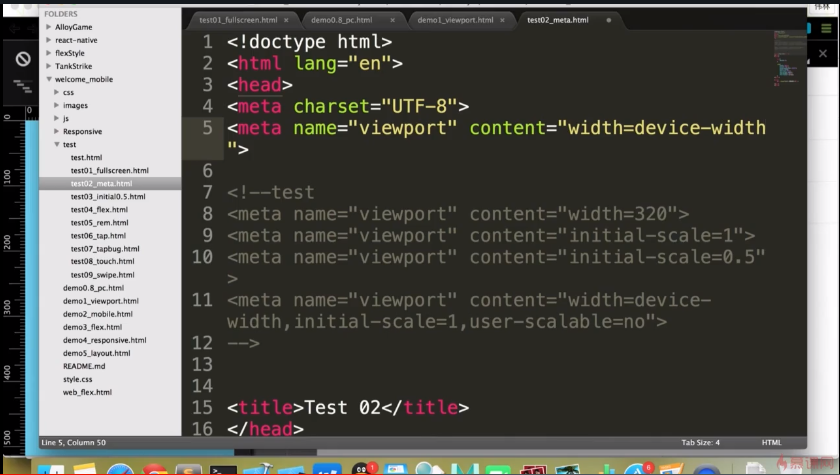 FOLDERS
AlloyGame
react-native
flexStyle
TankStrike
welcome_mobile
css
images
js
Responsive
test
test.html
test01_fullscreen.html
test02_meta.html
test03_initial0.5.html
test04_flex.html
test05_rem.html
test06_tap.html
test07_tapbug.html
test08_touch.html
test09_swipe.html
demo0.8_pc.html
demo1_viewport.html
demo2_mobile.html
demo3_flex.html
demo4_responsive.html
demo5_layout.html
README.md
style.css
web_flex.html
test01_fullscreen.html × demo0.8_pc.html × demo1_viewport.html × test02_meta.html
1 <!doctype html>
2 <html lang="en">
3 <head>
4 <meta charset="UTF-8">
5 <meta name="viewport" content="width=device-width
">
6
7 <!--test
8 <meta name="viewport" content="width=320">
9 <meta name="viewport" content="initial-scale=1">
10 <meta name="viewport" content="initial-scale=0.5"
>
11 <meta name="viewport" content="width=device-
width,initial-scale=1,user-scalable=no">
12 -->
13
14
15 <title>Test 02</title>
16 </head>
Line 5, Column 50
Tab Size: 4
HTML
0
100
200
300
400
500
0